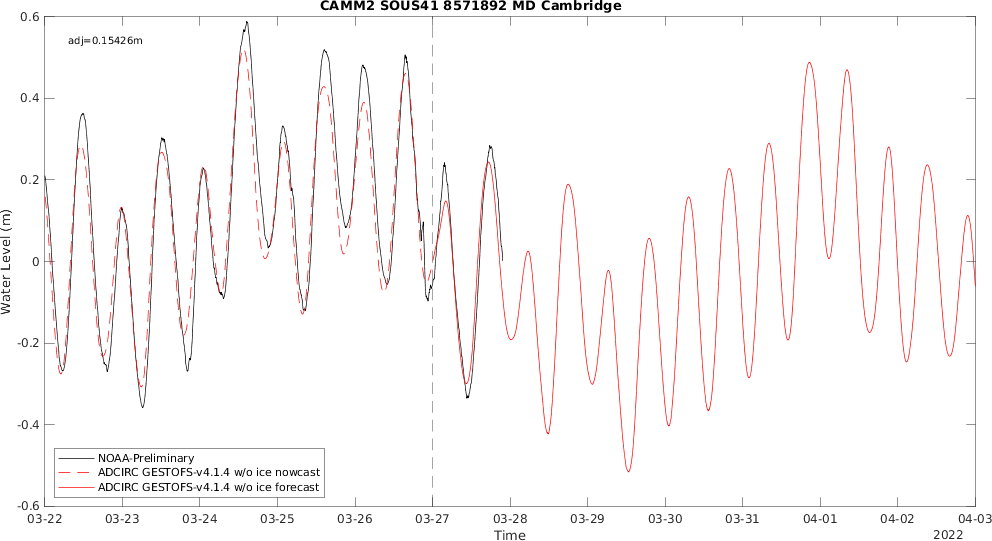 CAMM2 SOUS41 8571892 MD Cambridge
adj=0.15426m
0.6
0.4
0.2
0
-0.2
-0.4
-0.6
Water Level (m)
NOAA-Preliminary
ADCIRC GESTOFS-v4.1.4 w/o ice nowcast
ADCIRC GESTOFS-v4.1.4 w/o ice forecast
03-22 03-23 03-24 03-25 03-26 03-27 03-28 03-29 03-30 03-31 04-01 04-02 04-03
Time
2022